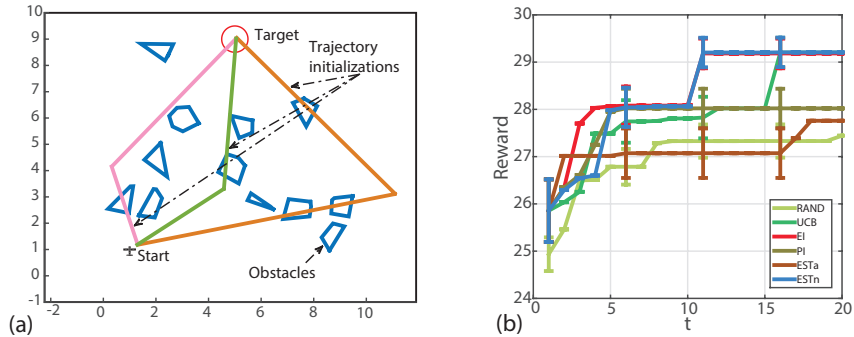 10
9
8
7
6
5
4
3
2
1
0
-1
-2
0
2
4
6
8
10
Target
Trajectory
initializations
Start
Obstacles
(a)
30
29
28
27
26
25
24
0
5
10
15
20
Reward
t
RAND
UCB
EI
PI
ESTa
ESTn
(b)